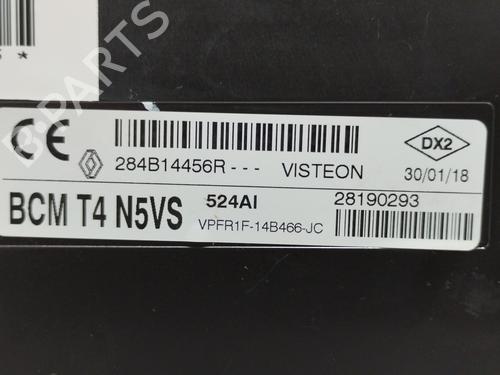 B-PARTS
CE
DX2
284B14456R--- VISTEON 30/01/18
BCM T4 N5VS 524AI 28190293
VPFR1F-14B466-JC